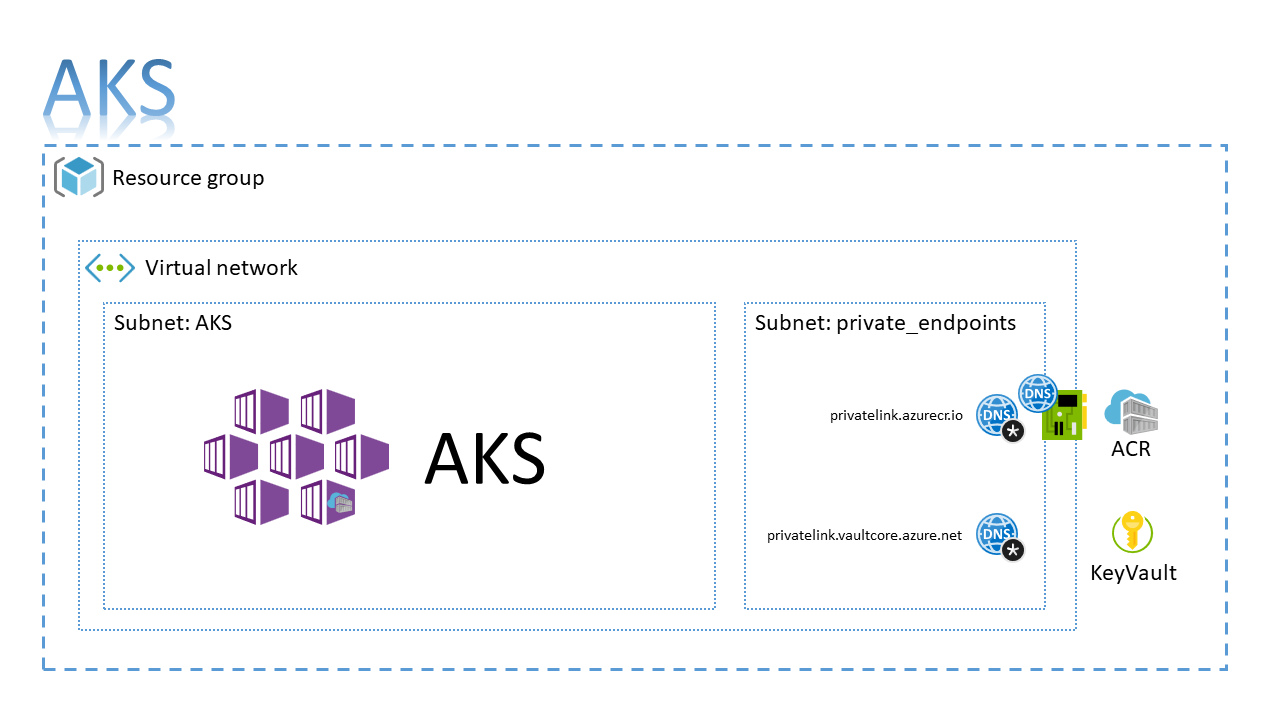 AKS
Resource group
Virtual network
Subnet: AKS
Subnet: private_endpoints
AKS
privatelink.azurecr.io
DNS
*
DNS
ACR
privatelink.vaultcore.azure.net
DNS
*
KeyVault